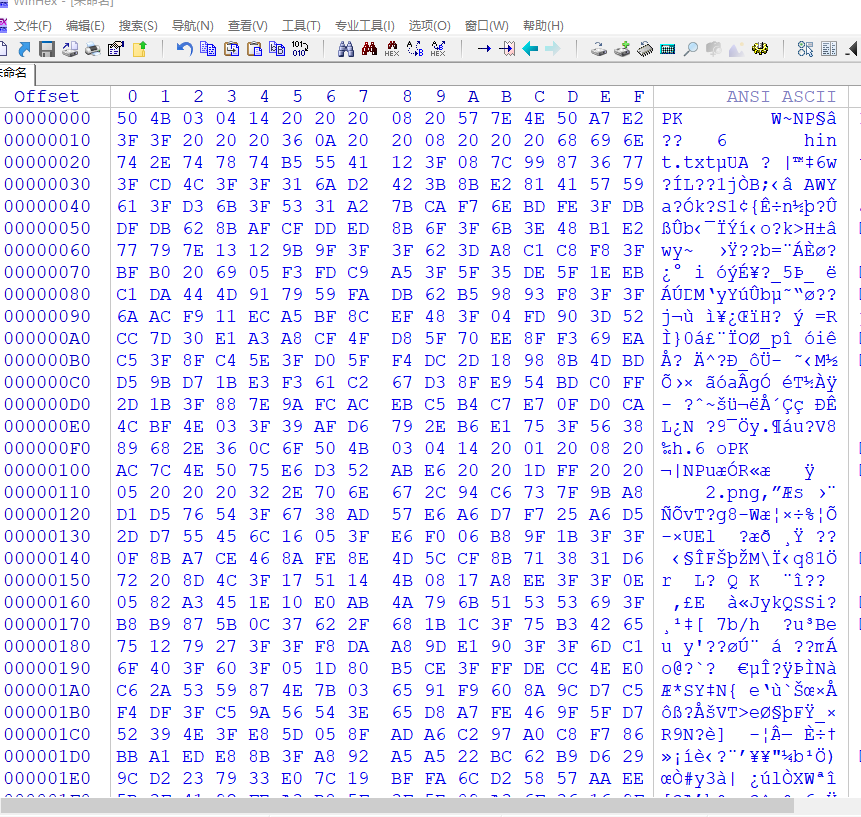 WinHex - [未命名]
文件(F) 编辑(E) 搜索(S) 导航(N) 查看(V) 工具(T) 专业工具(I) 选项(O) 窗口(W) 帮助(H)
未命名
Offset 0 1 2 3 4 5 6 7 8 9 A B C D E F ANSI ASCII
00000000 50 4B 03 04 14 20 20 20 08 20 57 7E 4E 50 A7 E2 PK W~NP§â
00000010 3F 3F 20 20 20 36 0A 20 20 08 20 20 20 68 69 6E ?? 6 hin
00000020 74 2E 74 78 74 B5 55 41 12 3F 08 7C 99 87 36 77 t.txtµUA ? |™‡6w
00000030 3F CD 4C 3F 3F 31 6A D2 42 3B 8B E2 81 41 57 59 ?ÍL??1jÒB;‹â AWY
00000040 61 3F D3 6B 3F 53 31 A2 7B CA F7 6E BD FE 3F DB a?Ók?S1¢{Ê÷n½þ?Û
00000050 DF DB 62 8B AF CF DD ED 8B 6F 3F 6B 3E 48 B1 E2 ßÛb‹¯ÏÝí‹o?k>H±â
00000060 77 79 7E 13 12 9B 9F 3F 3F 62 3D A8 C1 C8 F8 3F wy~ ›Ÿ??b=¨ÁÈø?
00000070 BF B0 20 69 05 F3 FD C9 A5 3F 5F 35 DE 5F 1E EB ¿° i óýÉ¥?_5Þ_ ë
00000080 C1 DA 44 4D 91 79 59 FA DB 62 B5 98 93 F8 3F 3F ÁÚDM‘yYúÛbµ˜“ø??
00000090 6A AC F9 11 EC A5 BF 8C EF 48 3F 04 FD 90 3D 52 j¬ù ì¥¿ŒïH? ý =R
000000A0 CC 7D 30 E1 A3 A8 CF 4F D8 5F 70 EE 8F F3 69 EA Ì}0á£¨ÏOØ_pî óiê
000000B0 C5 3F 8F C4 5E 3F D0 5F F4 DC 2D 18 98 8B 4D BD Å? Ä^?Ð_ôÜ- ˜‹M½
000000C0 D5 9B D7 1B E3 F3 61 C2 67 D3 8F E9 54 BD C0 FF Õ›× ãóaÂgÓ éT½Àÿ
000000D0 2D 1B 3F 88 7E 9A FC AC EB C5 B4 C7 E7 0F D0 CA - ?ˆ~šü¬ëÅ´Çç ÐÊ
000000E0 4C BF 4E 03 3F 39 AF D6 79 2E B6 E1 75 3F 56 38 L¿N ?9¯Öy.¶áu?V8
000000F0 89 68 2E 36 0C 6F 50 4B 03 04 14 20 01 20 08 20 ‰h.6 oPK
00000100 AC 7C 4E 50 75 E6 D3 52 AB E6 20 20 1D FF 20 20 ¬|NPuæÓR«æ ÿ
00000110 05 20 20 20 32 2E 70 6E 67 2C 94 C6 73 7F 9B A8 2.png,”Æs ›¨
00000120 D1 D5 76 54 3F 67 38 AD 57 E6 A6 D7 F7 25 A6 D5 ÑÕvT?g8-Wæ¦×÷%¦Õ
00000130 2D D7 55 45 6C 16 05 3F E6 F0 06 B8 9F 1B 3F 3F -×UEl ?æð ¸Ÿ ??
00000140 0F 8B A7 CE 46 8A FE 8E 4D 5C CF 8B 71 38 31 D6 ‹§ÎFŠþŽM\Ï‹q81Ö
00000150 72 20 8D 4C 3F 17 51 14 4B 08 17 A8 EE 3F 3F 0E r L? Q K ¨î??
00000160 05 82 A3 45 1E 10 E0 AB 4A 79 6B 51 53 53 69 3F ‚£E à«JykQSSi?
00000170 B8 B9 87 5B 0C 37 62 2F 68 1B 1C 3F 75 B3 42 65 ¸¹‡[ 7b/h ?u³Be
00000180 75 12 79 27 3F 3F F8 DA A8 9D E1 90 3F 3F 6D C1 u y'??øÚ¨ á ??mÁ
00000190 6F 40 3F 60 3F 05 1D 80 B5 CE 3F FF DE CC 4E E0 o@?`? €µÎ?ÿÞÌNà
000001A0 C6 2A 53 59 87 4E 7B 03 65 91 F9 60 8A 9C D7 C5 Æ*SY‡N{ e‘ù`Šœ×Å
000001B0 F4 DF 3F C5 9A 56 54 3E 65 D8 A7 FE 46 9F 5F D7 ôß?ÅšVT>eØ§þFŸ_×
000001C0 52 39 4E 3F E8 5D 05 8F AD A6 C2 97 A0 C8 F7 86 R9N?è] -¦Â— È÷†
000001D0 BB A1 ED E8 8B 3F A8 92 A5 A5 22 BC 62 B9 D6 29 »¡íè‹?¨’¥¥"¼b¹Ö)
000001E0 9C D2 23 79 33 E0 7C 19 BF FA 6C D2 58 57 AA EE œÒ#y3à| ¿úlÒXWªî